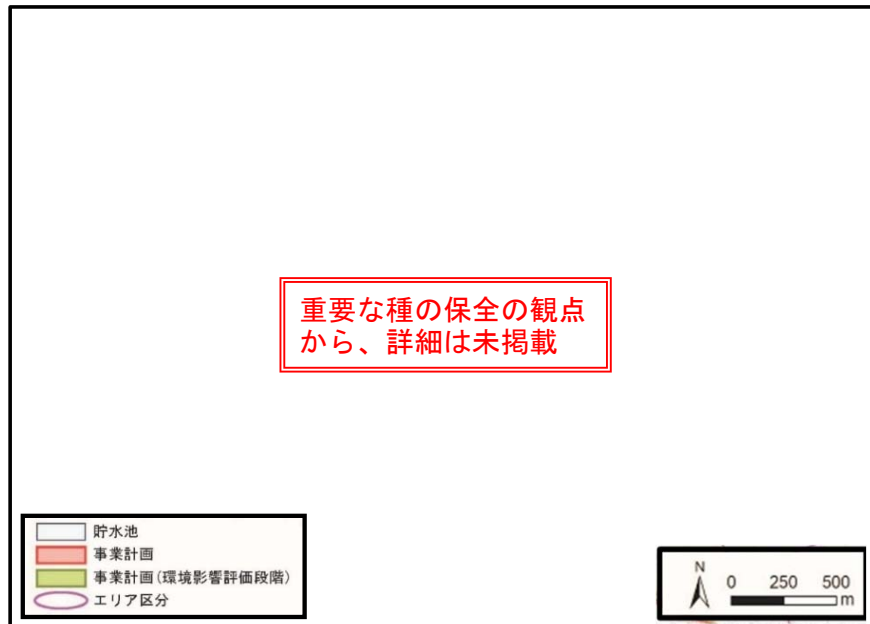 重要な種の保全の観点
から、詳細は未掲載
貯水池
事業計画
事業計画(環境影響評価段階)
エリア区分
N
0 250 500
m